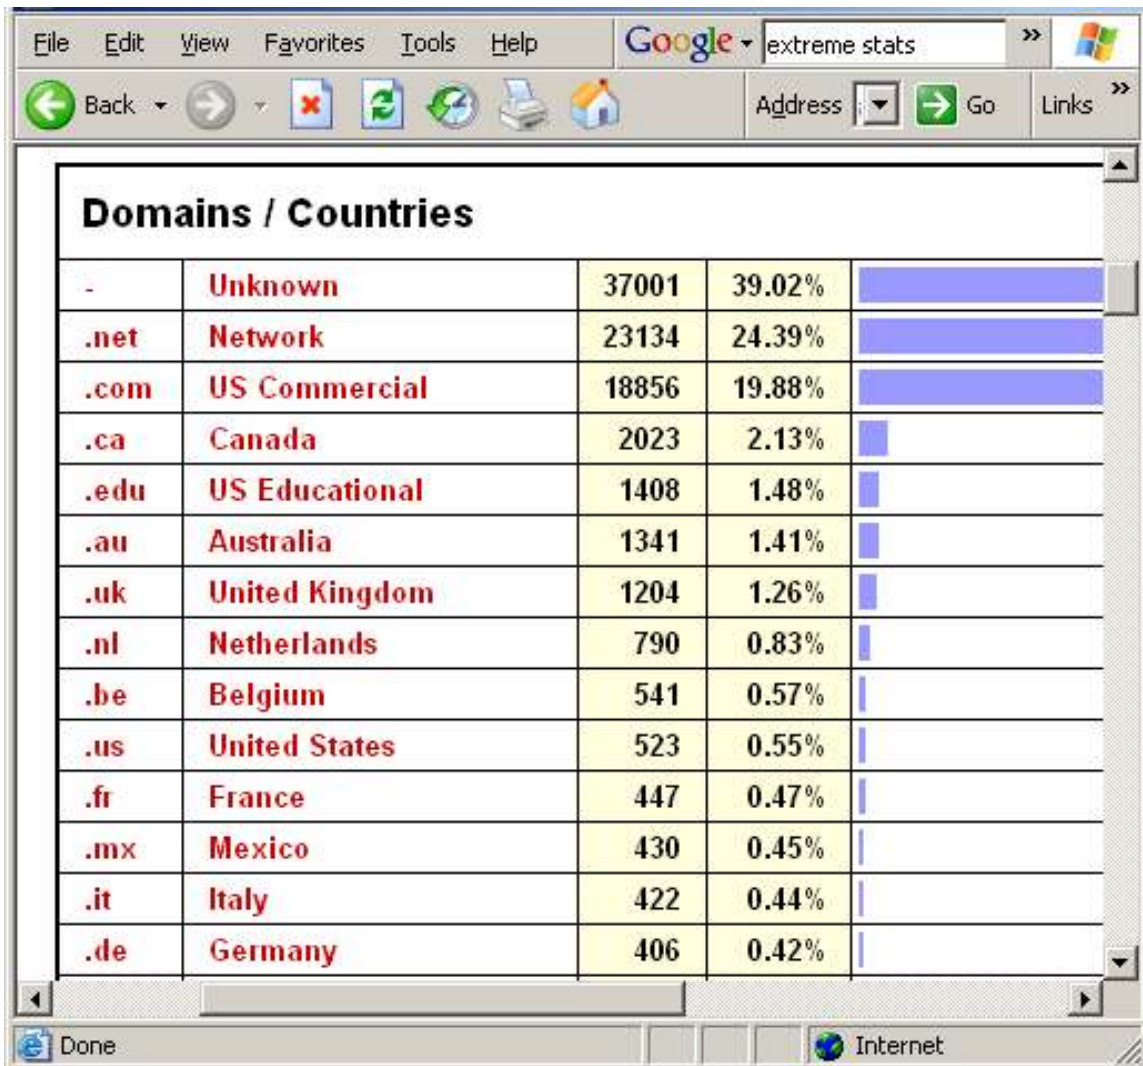 File Edit View Favorites Tools Help Google extreme stats »
Back Address Go Links »
Domains / Countries
- Unknown 37001 39.02%
.net Network 23134 24.39%
.com US Commercial 18856 19.88%
.ca Canada 2023 2.13%
.edu US Educational 1408 1.48%
.au Australia 1341 1.41%
.uk United Kingdom 1204 1.26%
.nl Netherlands 790 0.83%
.be Belgium 541 0.57%
.us United States 523 0.55%
.fr France 447 0.47%
.mx Mexico 430 0.45%
.it Italy 422 0.44%
.de Germany 406 0.42%
Done Internet